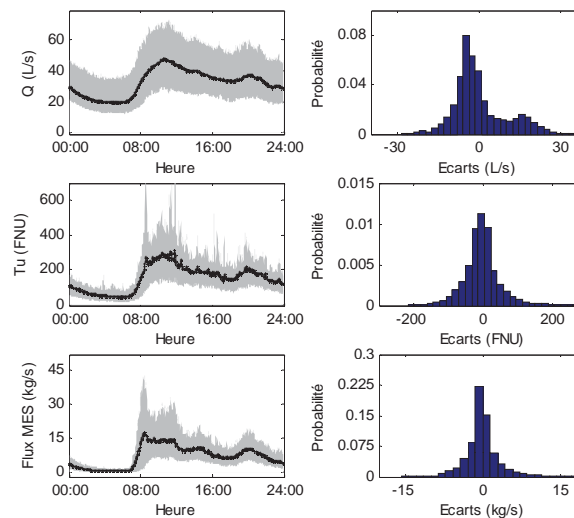 80
60
40
20
0
Q (L/s)
00:00 08:00 16:00 24:00
Heure
0.08
0.04
0
Probabilité
-30 0 30
Ecarts (L/s)
600
400
200
0
Tu (FNU)
00:00 08:00 16:00 24:00
Heure
0.015
0.01
0.005
0
Probabilité
-200 0 200
Ecarts (FNU)
45
30
15
0
Flux MES (kg/s)
00:00 08:00 16:00 24:00
Heure
0.3
0.225
0.15
0.075
0
Probabilité
-15 0 15
Ecarts (kg/s)